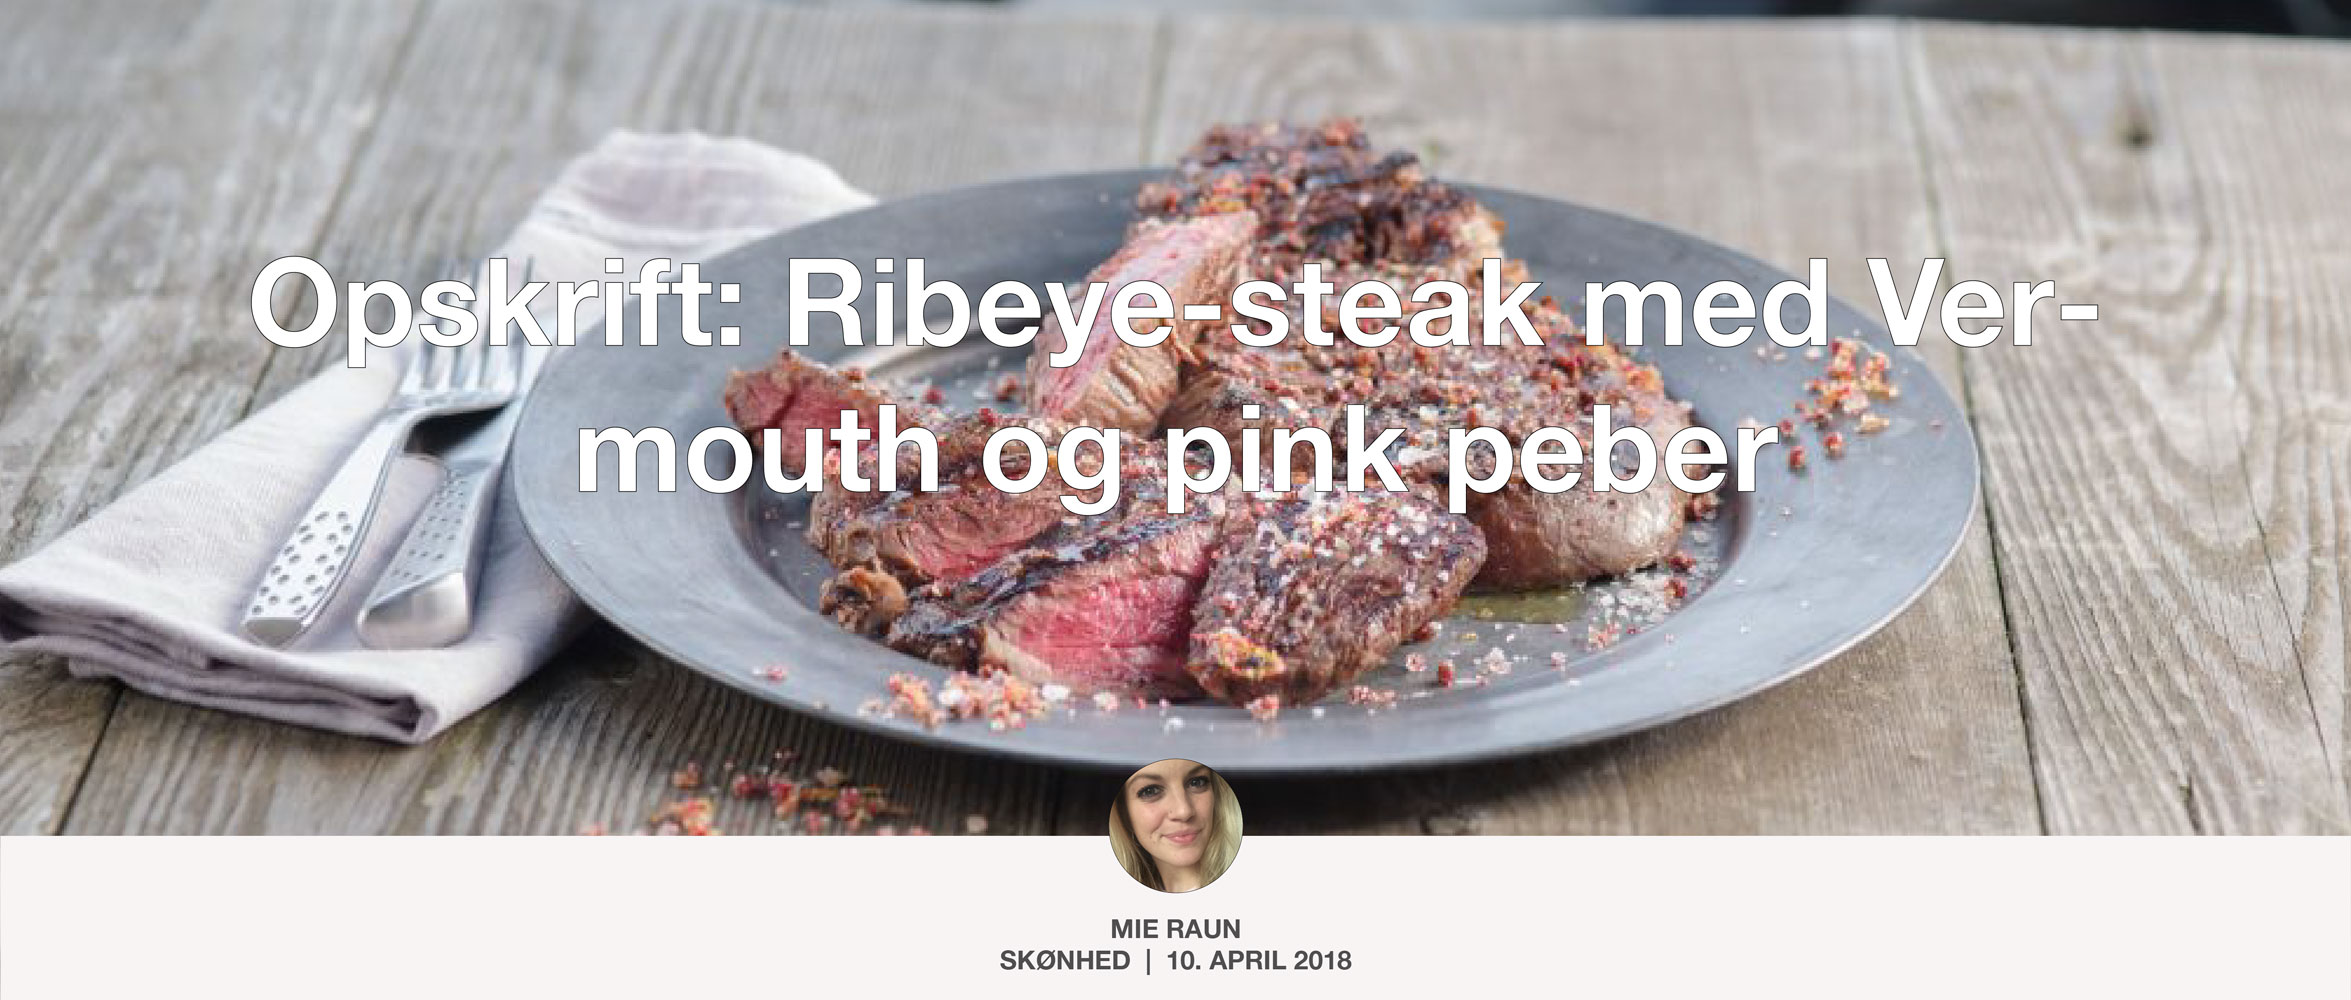 Opskrift: Ribeye-steak med Ver-
mouth og pink peber
MIE RAUN
SKØNHED | 10. APRIL 2018